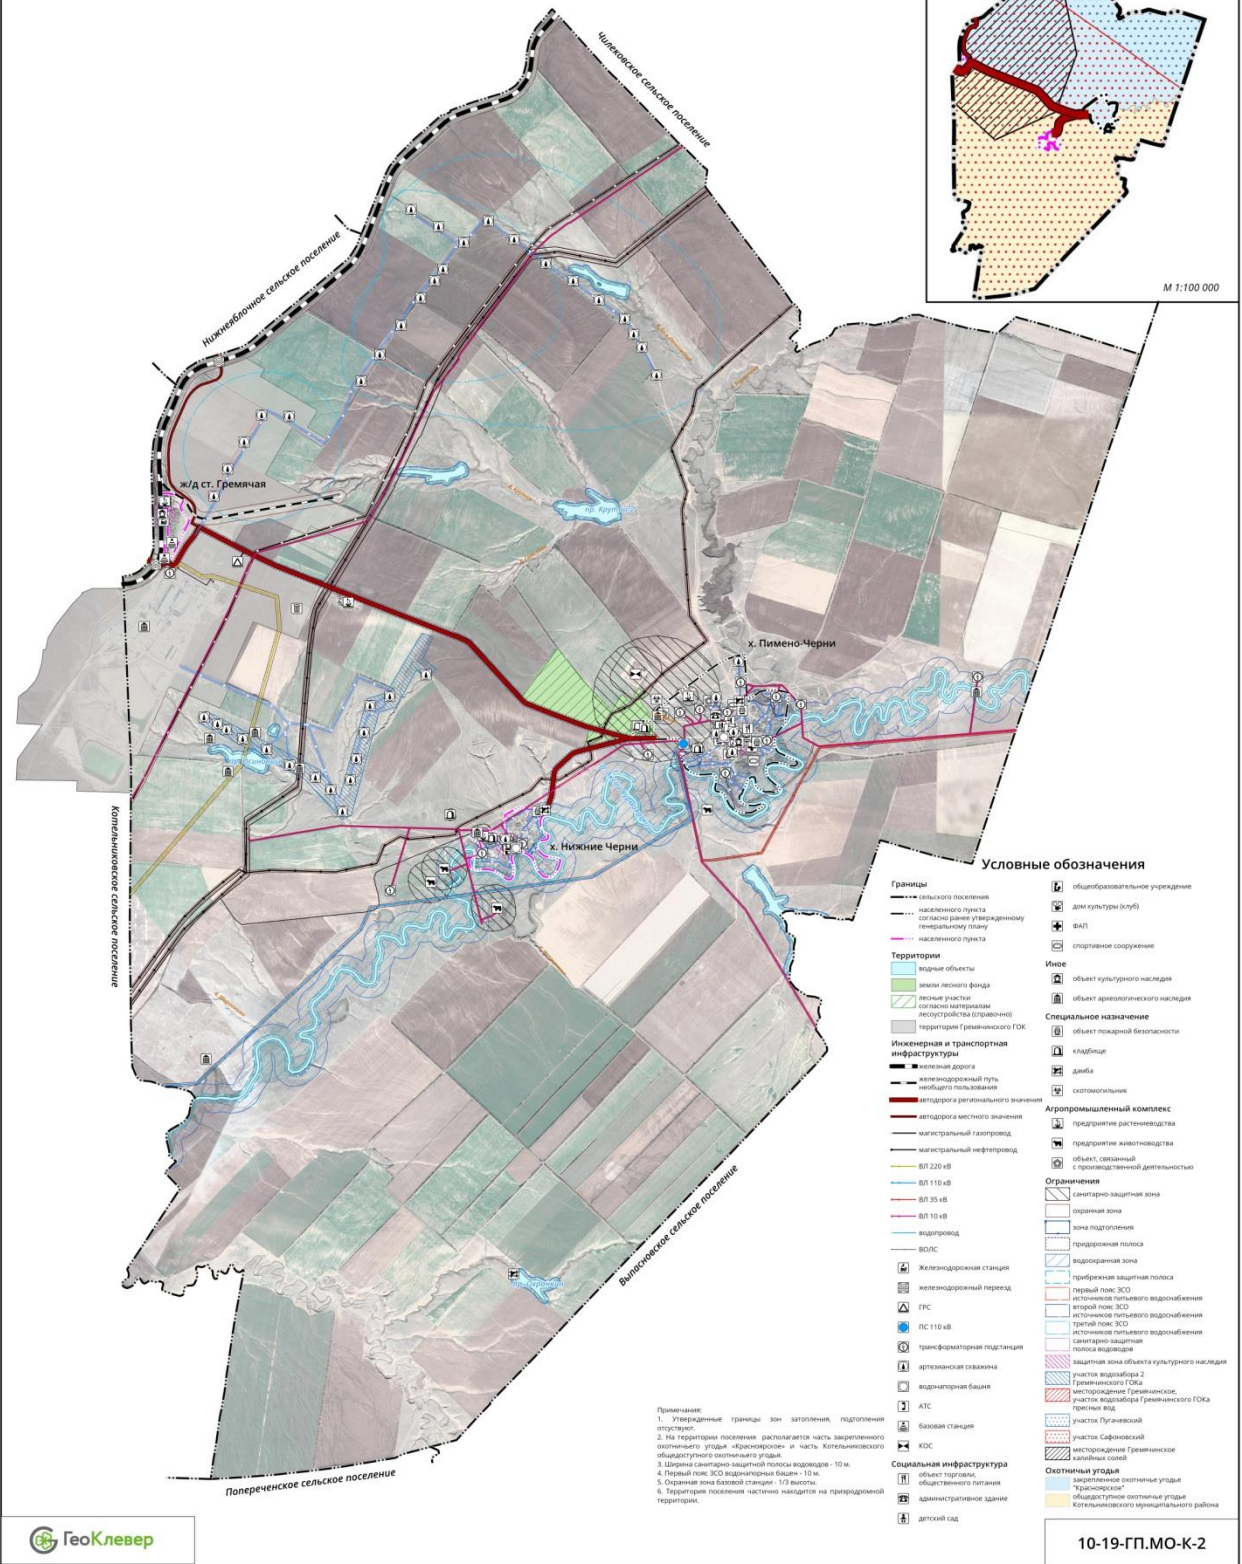 Чилековское сельское поселение
М 1:100 000
Нижнеяблочное сельское поселение
ж/д ст. Гремячая
пр. Крутой-2
х. Пимено-Черни
х. Нижние Черни
Котельниковское сельское поселение
Выпасновское сельское поселение
Попереченское сельское поселение
Условные обозначения
Границы
сельского поселения
населенного пункта
согласно ранее утвержденному
генеральному плану
населенного пункта
Территории
водные объекты
земли лесного фонда
лесные участки
согласно материалам
лесоустройства (справочно)
территория Гремячинского ГОК
Инженерная и транспортная
инфраструктуры
железная дорога
железнодорожный путь
необщего пользования
автодорога регионального значения
автодорога местного значения
магистральный газопровод
магистральный нефтепровод
ВЛ 220 кВ
ВЛ 110 кВ
ВЛ 35 кВ
ВЛ 10 кВ
водопровод
ВОЛС
Железнодорожная станция
железнодорожный переезд
ГРС
ПС 110 кВ
трансформаторная подстанция
артезианская скважина
водонапорная башня
АТС
базовая станция
КОС
Социальная инфраструктура
объект торговли,
общественного питания
административное здание
детский сад
общеобразовательное учреждение
дом культуры (клуб)
ФАП
спортивное сооружение
Иное
объект культурного наследия
объект археологического наследия
Специальное назначение
объект пожарной безопасности
кладбище
дамба
скотомогильник
Агропромышленный комплекс
предприятие растениеводства
предприятие животноводства
объект, связанный
с производственной деятельностью
Ограничения
санитарно-защитная зона
охранная зона
зона подтопления
придорожная полоса
водоохранная зона
прибрежная защитная полоса
первый пояс ЗСО
источников питьевого водоснабжения
второй пояс ЗСО
источников питьевого водоснабжения
третий пояс ЗСО
источников питьевого водоснабжения
санитарно-защитная
полоса водоводов
защитная зона объекта культурного наследия
участок водозабора 2
Гремячинского ГОКа
месторождение Гремячинское,
участок водозабора Гремячинского ГОКа
пресных вод
участок Пугачевский
участок Сафоновский
месторождение Гремячинское
калийных солей
Охотничьи угодья
закрепленное охотничье угодье
"Красноярское"
общедоступное охотничье угодье
Котельниковского муниципального района
Примечания:
1. Утвержденные границы зон затопления, подтопления
отсутвуют.
2. На территории поселения располагается часть закрепленного
охотничьего угодья «Красноярское» и часть Котельниковского
общедоступного охотничьего угодья.
3. Ширина санитарно-защитной полосы водоводов - 10 м.
4. Первый пояс ЗСО водонапорных башен - 10 м.
5. Охранная зона базовой станции - 1/3 высоты.
6. Территория поселения частично находится на приаэродромной
территории.
ГеоКлевер
10-19-ГП.МО-К-2